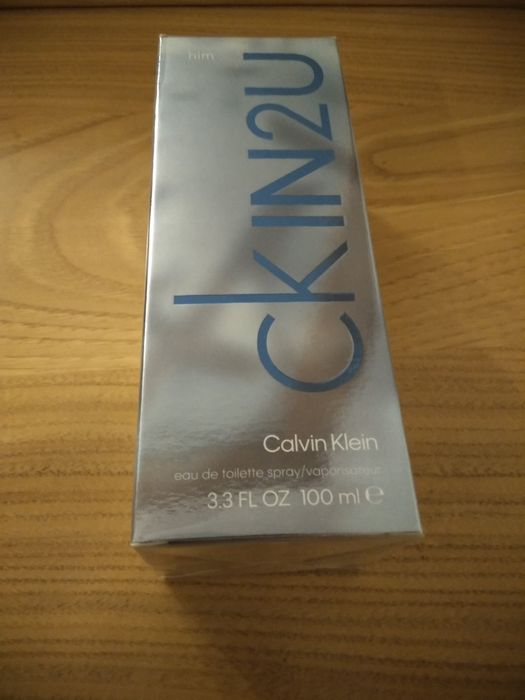 him
ckIN2U
Calvin Klein
eau de toilette spray/vaporisateur
3.3 FL OZ 100 ml ℮